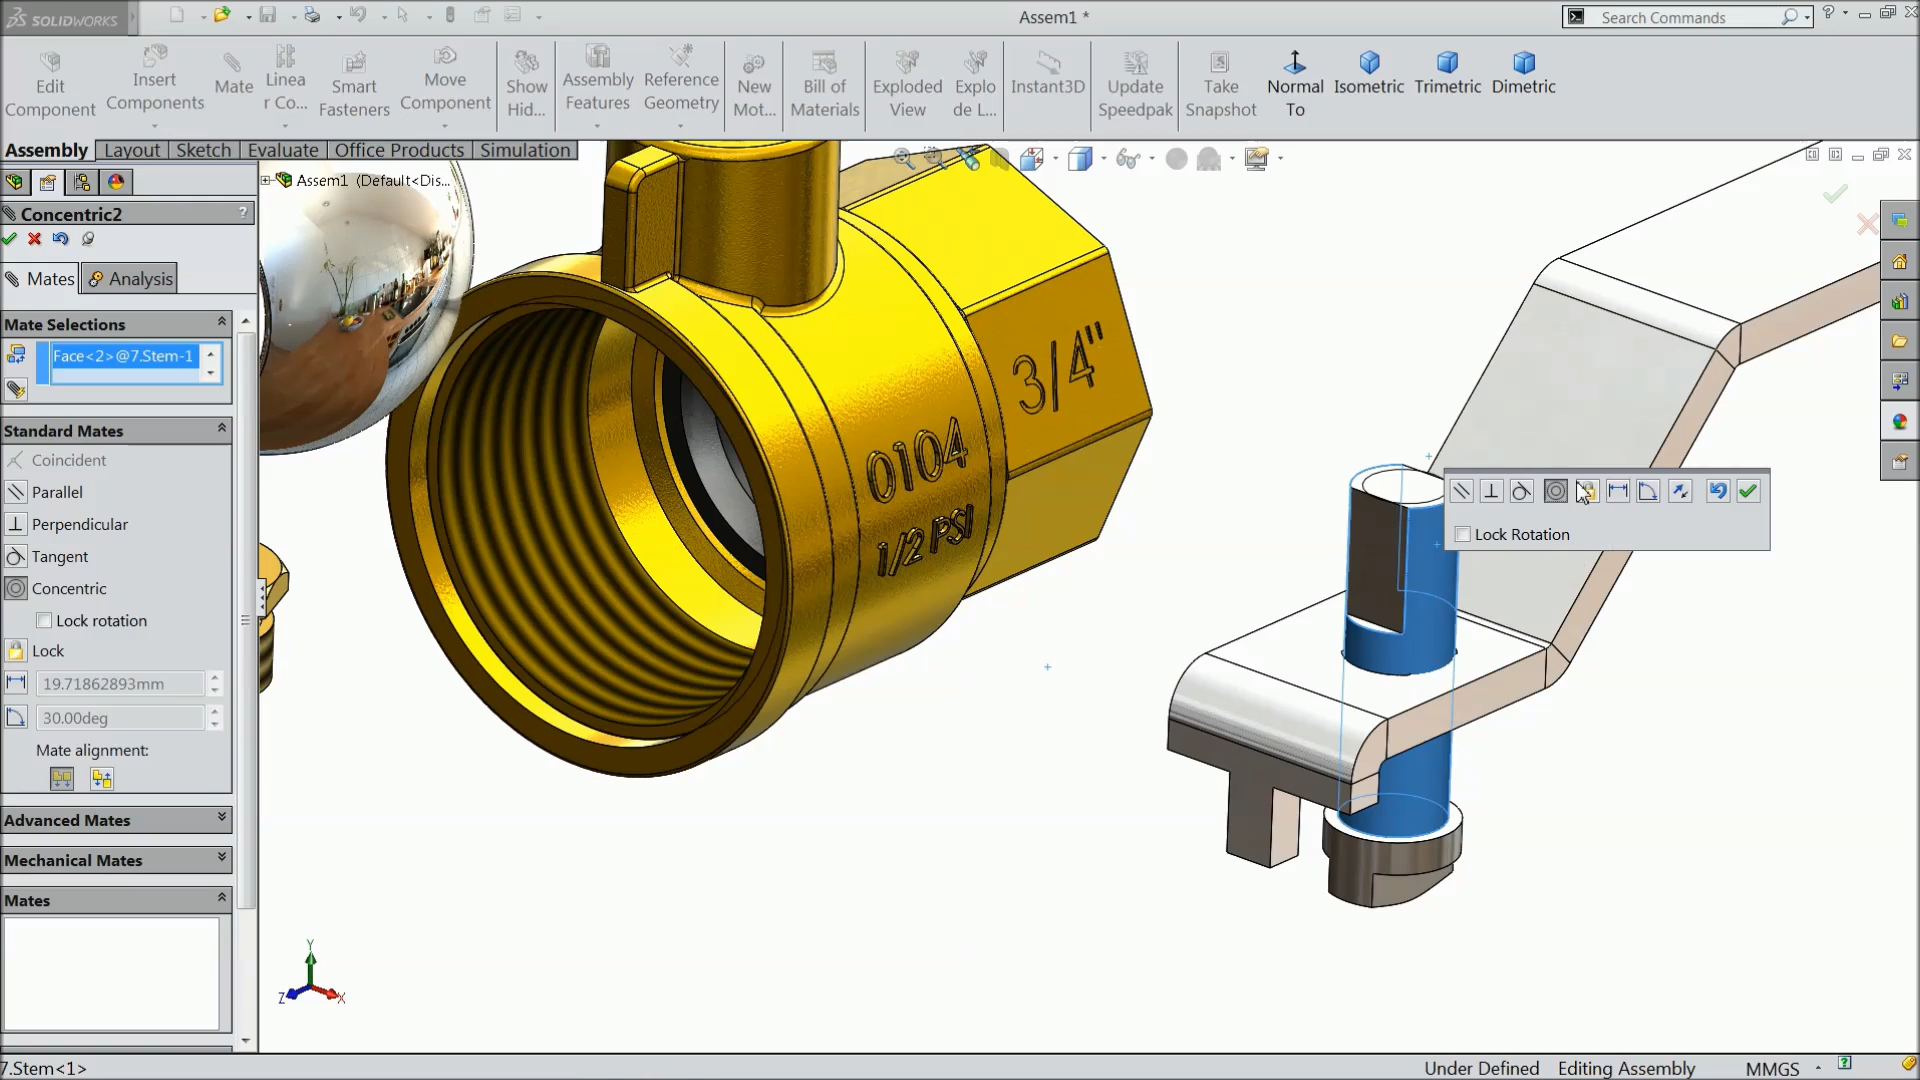 SOLIDWORKS
Assem1 *
Search Commands
Edit Component
Insert Components
Mate
Linea r Co...
Smart Fasteners
Move Component
Show Hid...
Assembly Features
Reference Geometry
New Mot...
Bill of Materials
Exploded View
Explo de L...
Instant3D
Update Speedpak
Take Snapshot
Normal To
Isometric
Trimetric
Dimetric
Assembly Layout Sketch Evaluate Office Products Simulation
Assem1 (Default<Dis...
Concentric2 ?
Mates Analysis
Mate Selections
Face<2>@7.Stem-1
Standard Mates
Coincident
Parallel
Perpendicular
Tangent
Concentric
Lock rotation
Lock
19.71862893mm
30.00deg
Mate alignment:
Advanced Mates
Mechanical Mates
Mates
3/4"
0104
1/2 PSI
Lock Rotation
Y
Z
X
7.Stem<1>
Under Defined Editing Assembly MMGS